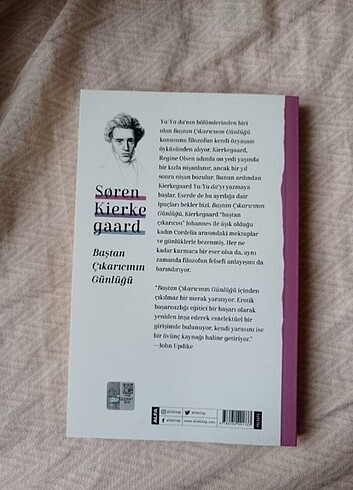 Søren
Kierke
gaard
Baştan
Çıkarıcının
Günlüğü
Ya/Ya da'nın bölümlerinden biri
olan Baştan Çıkarıcının Günlüğü
konusunu filozofun kendi özyaşam
öyküsünden alıyor. Kierkegaard,
Regine Olsen adında on yedi yaşında
bir kızla nişanlanır, ancak bir yıl
sonra nişan bozulur. Bunun ardından
Kierkegaard Ya/Ya da'yı yazmaya
başlar. Eserde de bu ayrılığa dair
ipuçları bekler bizi. Baştan Çıkarıcının
Günlüğü, Kierkegaard "baştan
çıkarıcısı" Johannes ile âşık olduğu
kadın Cordelia arasındaki mektuplar
ve günlüklerle bezenmiş. Her ne
kadar kurmaca bir eser olsa da, aynı
zamanda filozofun felsefi anlayışını da
barındırıyor.
"Baştan Çıkarıcının Günlüğü içinden
çıkılmaz bir merak yaratıyor. Erotik
başarısızlığı eğitici bir başarı olarak
yeniden inşa ederek entelektüel bir
girişimde bulunuyor, kendi yarasını ise
bir övünç kaynağı haline getiriyor."
—John Updike
ALFA
alfakitap
alfakitap
alfakitap